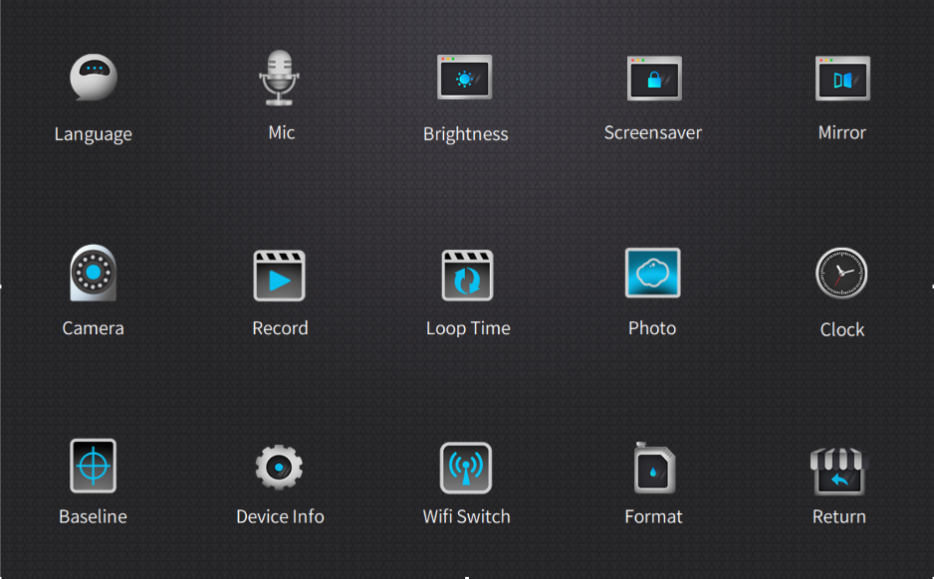 Language
Mic
Brightness
Screensaver
Mirror
Camera
Record
Loop Time
Photo
Clock
Baseline
Device Info
Wifi Switch
Format
Return